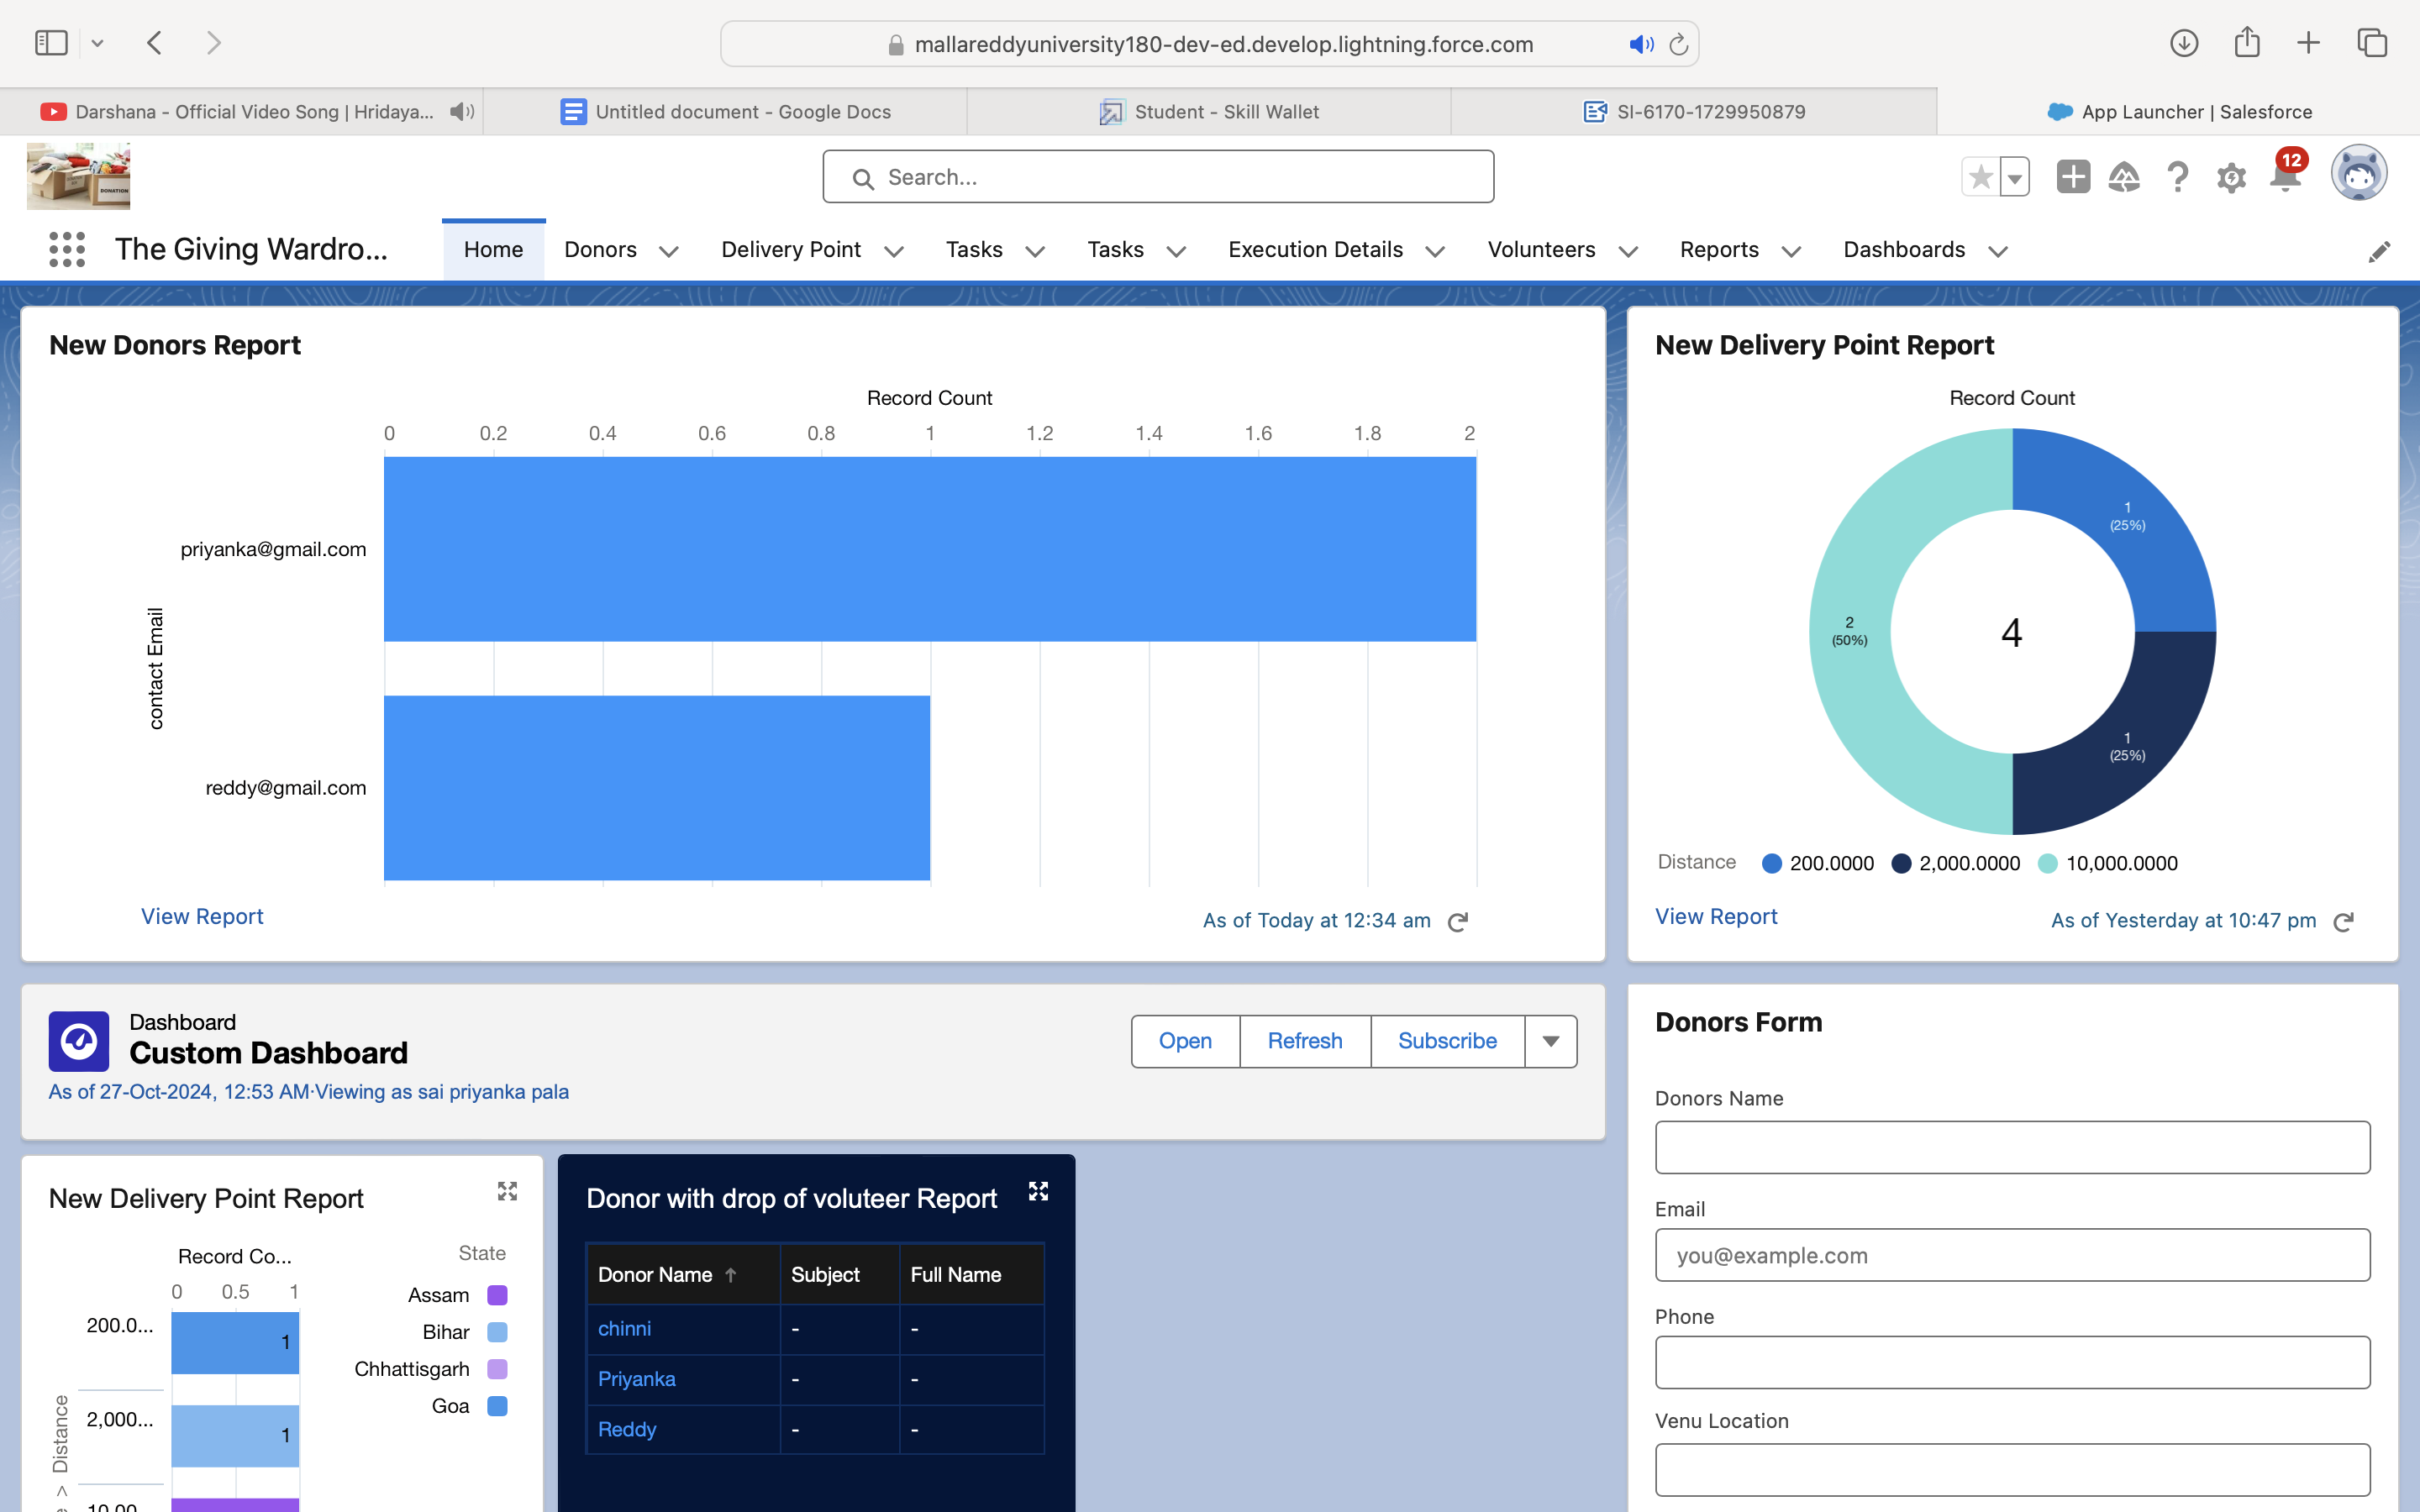 mallareddyuniversity180-dev-ed.develop.lightning.force.com
Darshana - Official Video Song | Hridaya...
Untitled document - Google Docs
Student - Skill Wallet
SI-6170-1729950879
App Launcher | Salesforce
DONATION
Search...
12
The Giving Wardro...
Home
Donors
Delivery Point
Tasks
Tasks
Execution Details
Volunteers
Reports
Dashboards
New Donors Report
Record Count
0 0.2 0.4 0.6 0.8 1 1.2 1.4 1.6 1.8 2
contact Email
priyanka@gmail.com
reddy@gmail.com
View Report
As of Today at 12:34 am
New Delivery Point Report
Record Count
1
(25%)
2
(50%)
4
1
(25%)
Distance 200.0000 2,000.0000 10,000.0000
View Report
As of Yesterday at 10:47 pm
Dashboard
Custom Dashboard
As of 27-Oct-2024, 12:53 AM·Viewing as sai priyanka pala
Open
Refresh
Subscribe
New Delivery Point Report
Record Co...
0 0.5 1
State
Assam
Bihar
Chhattisgarh
Goa
200.0...
1
2,000...
1
10,00...
> Distance
Donor with drop of voluteer Report
Donor Name ↑ Subject Full Name
chinni - -
Priyanka - -
Reddy - -
Donors Form
Donors Name
Email
you@example.com
Phone
Venu Location